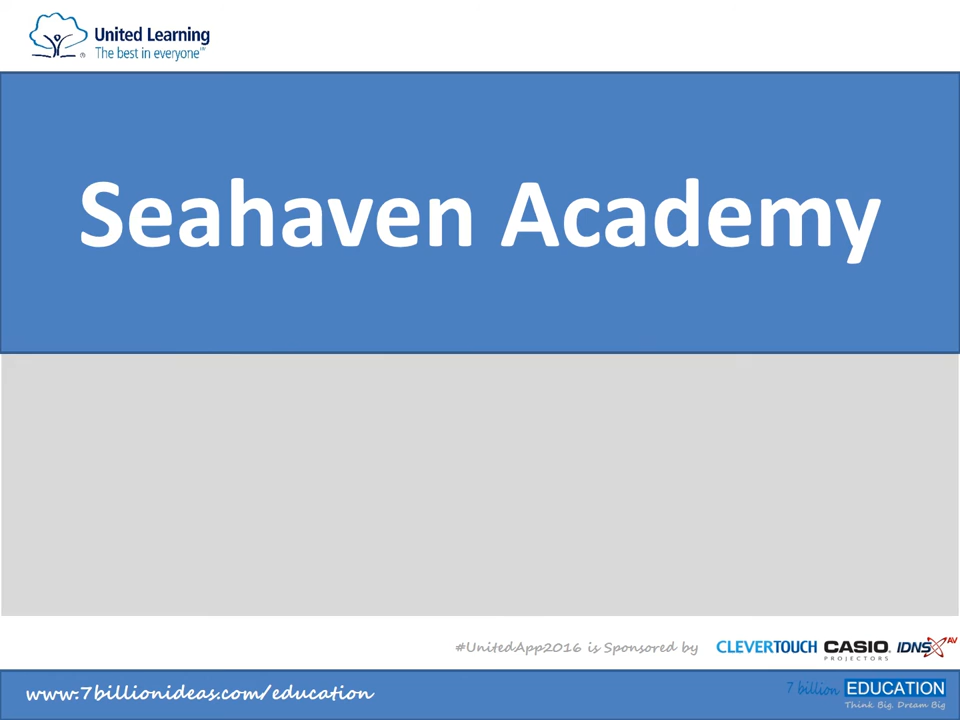 United Learning
The best in everyone
Seahaven Academy
#UnitedApp2016 is Sponsored by CLEVERTOUCH CASIO. IDNS AV
PROJECTORS
www.7billionideas.com/education
7 billion EDUCATION
Think Big. Dream Big